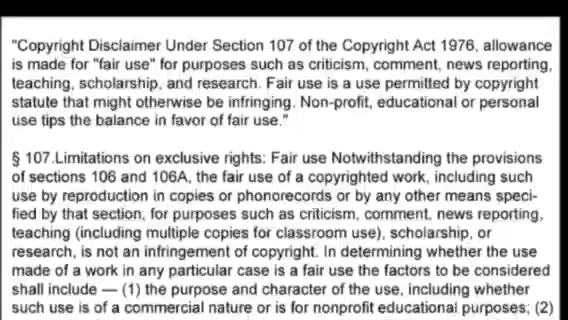 "Copyright Disclaimer Under Section 107 of the Copyright Act 1976, allowance
is made for "fair use" for purposes such as criticism, comment, news reporting,
teaching, scholarship, and research. Fair use is a use permitted by copyright
statute that might otherwise be infringing. Non-profit, educational or personal
use tips the balance in favor of fair use."
§ 107.Limitations on exclusive rights: Fair use Notwithstanding the provisions
of sections 106 and 106A, the fair use of a copyrighted work, including such
use by reproduction in copies or phonorecords or by any other means speci-
fied by that section, for purposes such as criticism, comment, news reporting,
teaching (including multiple copies for classroom use), scholarship, or
research, is not an infringement of copyright. In determining whether the use
made of a work in any particular case is a fair use the factors to be considered
shall include — (1) the purpose and character of the use, including whether
such use is of a commercial nature or is for nonprofit educational purposes; (2)